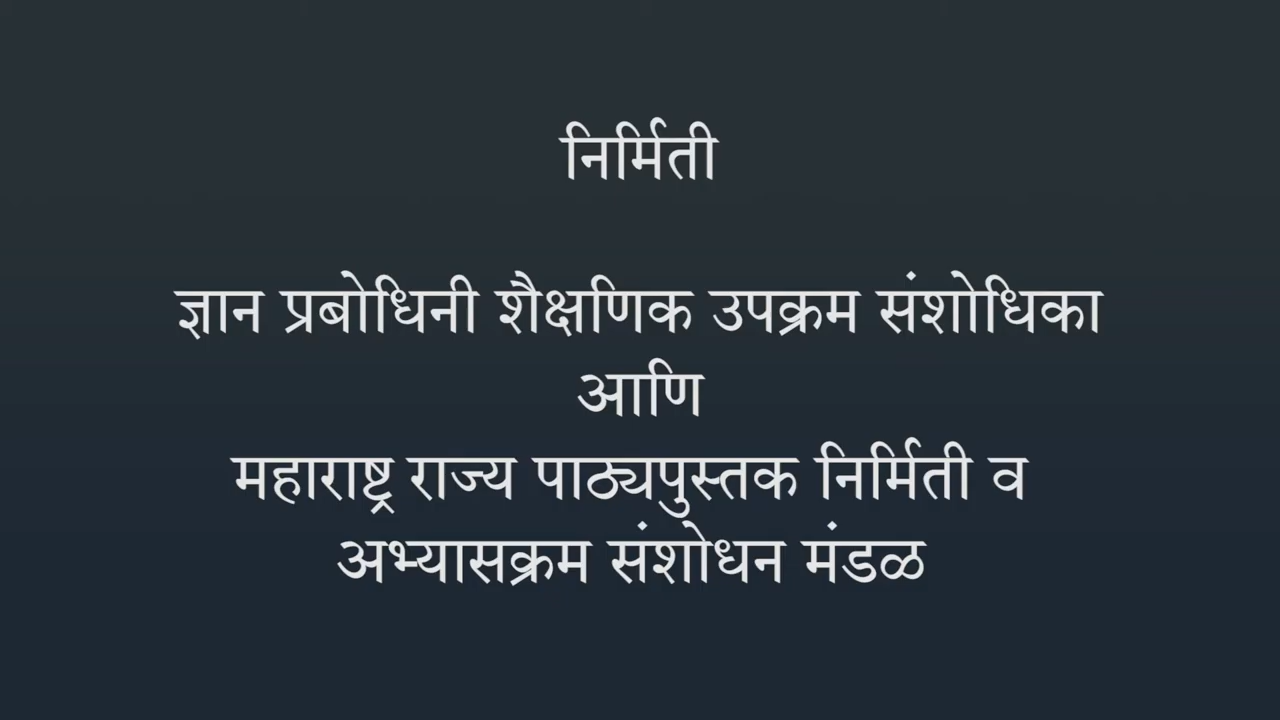 निर्मिती
ज्ञान प्रबोधिनी शैक्षणिक उपक्रम संशोधिका
आणि
महाराष्ट्र राज्य पाठ्यपुस्तक निर्मिती व
अभ्यासक्रम संशोधन मंडळ